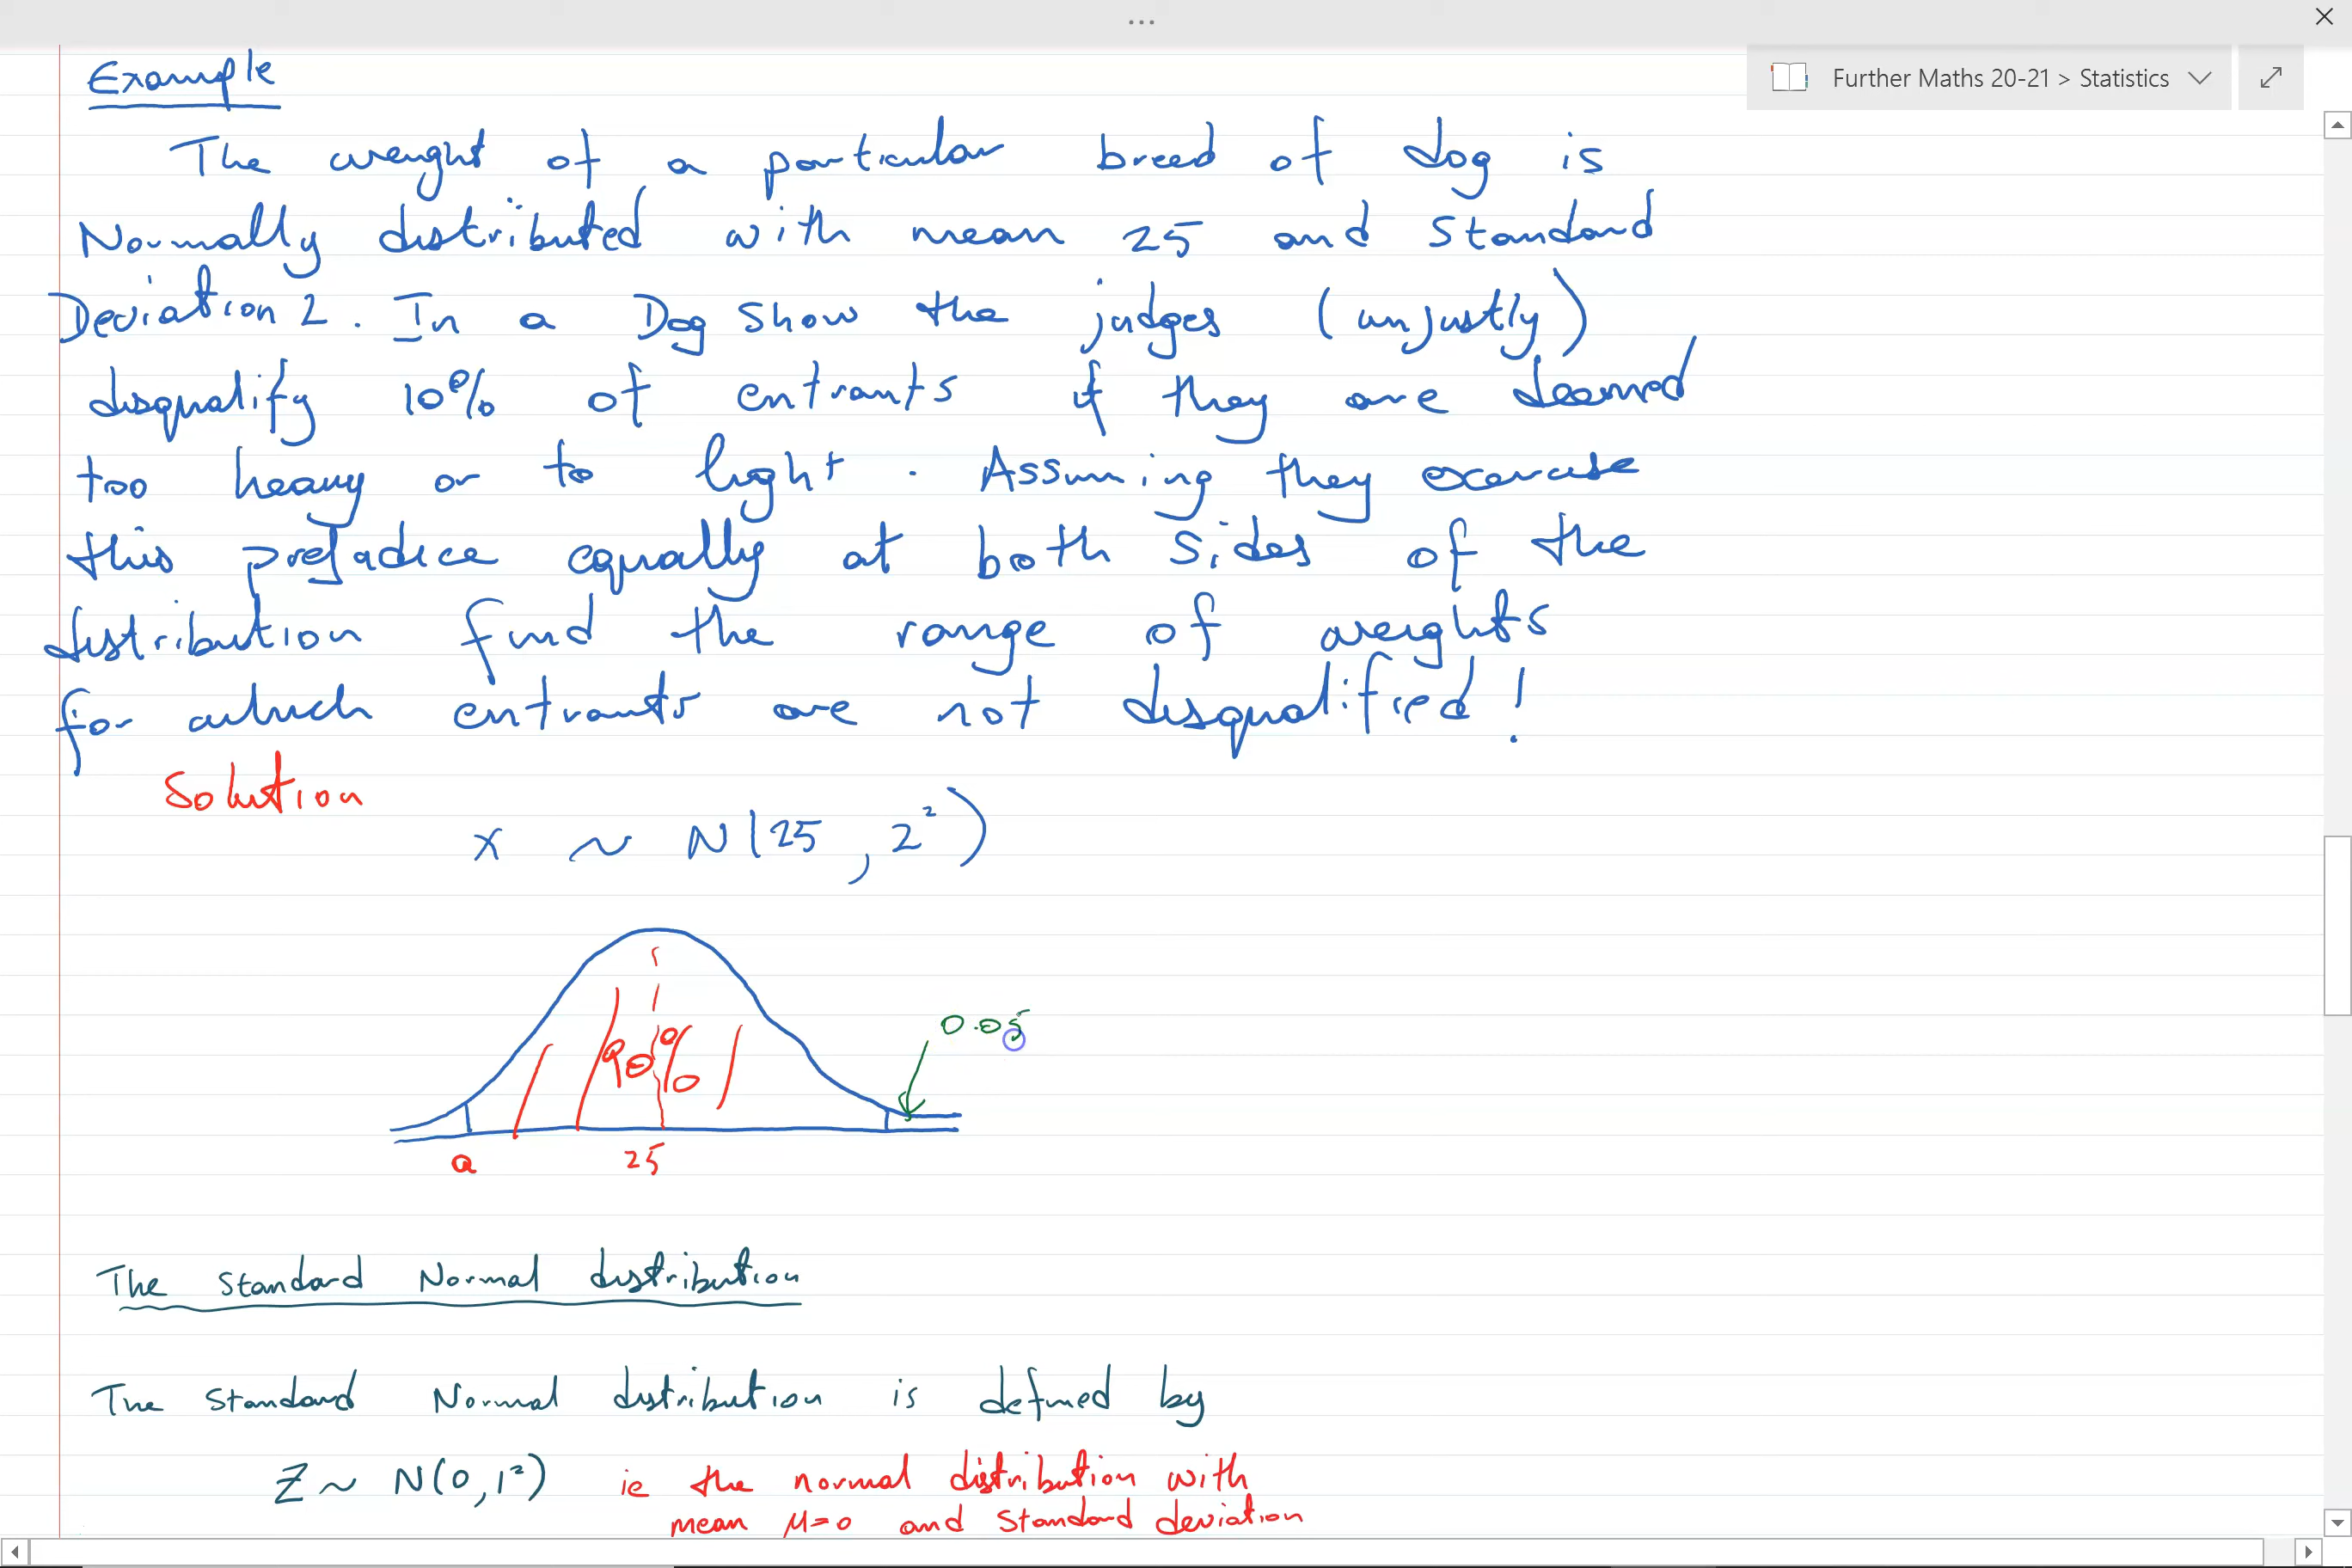 ...
Further Maths 20-21 > Statistics
Example
The weight of a particular breed of dog is
Normally distributed with mean 25 and standard
Deviation 2. In a Dog show the judges (unjustly)
disqualify 10% of entrants if they are deemed
too heavy or to light. Assuming they exercise
this prejadice equally at both sides of the
distribution find the range of weights
for which entrants are not disqualified!
Solution
X ~ N(25, 2²)
90%
0.05
a
25
The standard Normal distribution
The standard Normal distribution is defined by
Z ~ N(0, 1²) ie the normal distribution with
mean μ=0 and standard deviation